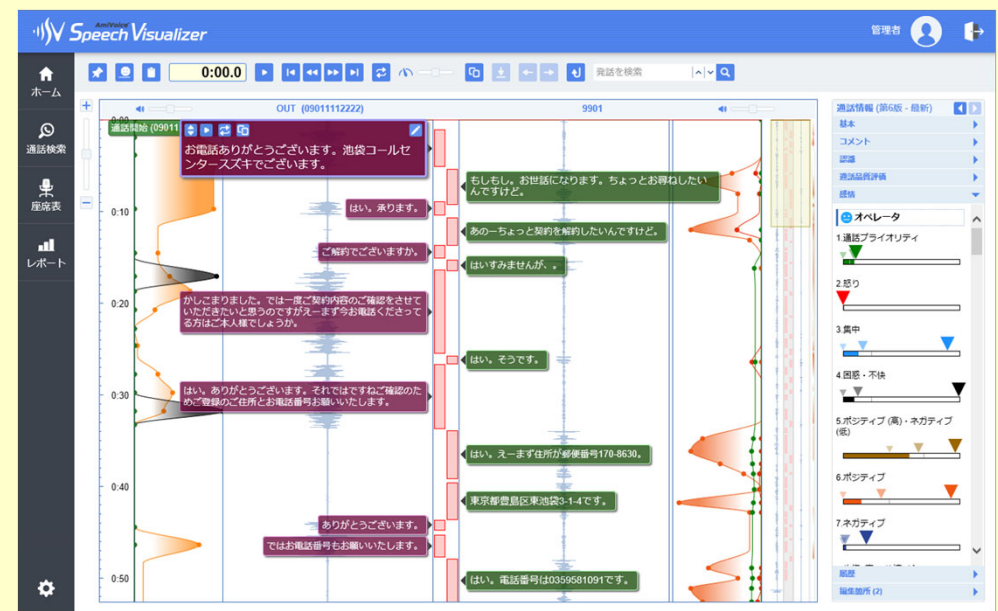 AmiVoice
Speech Visualizer
管理者
ホーム
通話検索
座席表
レポート
0:00.0
発話を検索
OUT (09011112222)
9901
0:00
通話開始 (09011
お電話ありがとうございます。池袋コールセ
ンタースズキでございます。
もしもし。お世話になります。ちょっとお尋ねしたい
んですけど。
0:10
はい。承ります。
あのーちょっと契約を解約したいんですけど。
ご解約でございますか。
はいすみませんが、。
0:20
かしこまりました。では一度ご契約内容のご確認をさせて
いただきたいと思うのですがえーまず今お電話くださって
る方はご本人様でしょうか。
はい。そうです。
0:30
はい。ありがとうございます。それではですねご確認のた
めご登録のご住所とお電話番号お願いいたします。
はい。えーまず住所が郵便番号170-8630。
0:40
東京都豊島区東池袋3-1-4です。
ありがとうございます。
ではお電話番号もお願いいたします。
0:50
はい。電話番号は0359581091です。
通話情報 (第6版 - 最新)
基本
コメント
認識
通話品質評価
感情
オペレータ
1.通話プライオリティ
2.怒り
3.集中
4.困惑・不快
5.ポジティブ (高)・ネガティブ
(低)
6.ポジティブ
7.ネガティブ
履歴
編集箇所 (2)